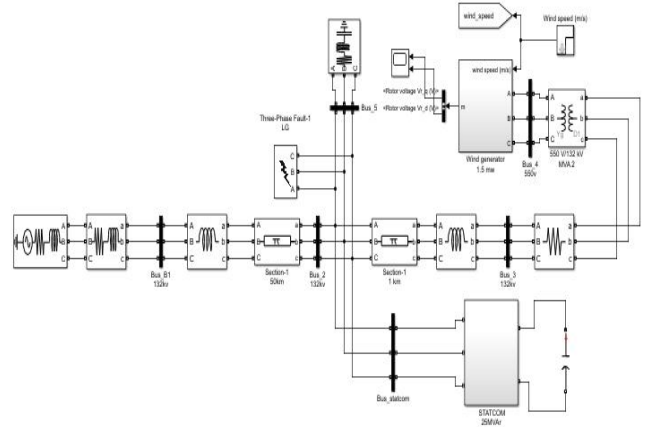 wind_speed
Wind speed (m/s)
wind speed (m/s)
<Rotor voltage Vr_q (V)>
<Rotor voltage Vr_d (V)>
m
A
B
C
Wind generator
1.5 mw
Bus_4
550v
A
B
C
a
b
c
Yg
D1
550 V/132 kV
MVA 2
A
B
C
Bus_5
Three-Phase Fault-1
LG
C
B
A
A
B
C
A
B
C
a
b
c
Bus_B1
132kv
A
B
C
a
b
c
A
B
C
a
b
c
Section-1
50km
Bus_2
132kv
A
B
C
a
b
c
Section-1
1 km
A
B
C
a
b
c
Bus_3
132kv
A
B
C
a
b
c
Bus_statcom
STATCOM
25MVAr